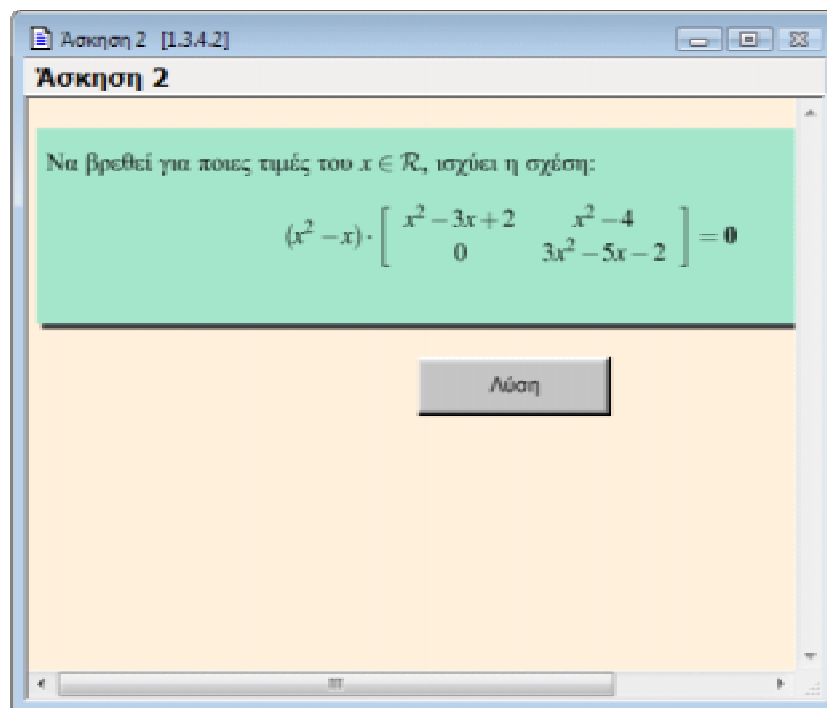 Άσκηση 2 [1.3.4.2]
Άσκηση 2
Να βρεθεί για ποιες τιμές του x ∈ ℛ, ισχύει η σχέση:
(x² − x) · [ x² − 3x + 2   x² − 4
0   3x² − 5x − 2 ] = 0
Λύση